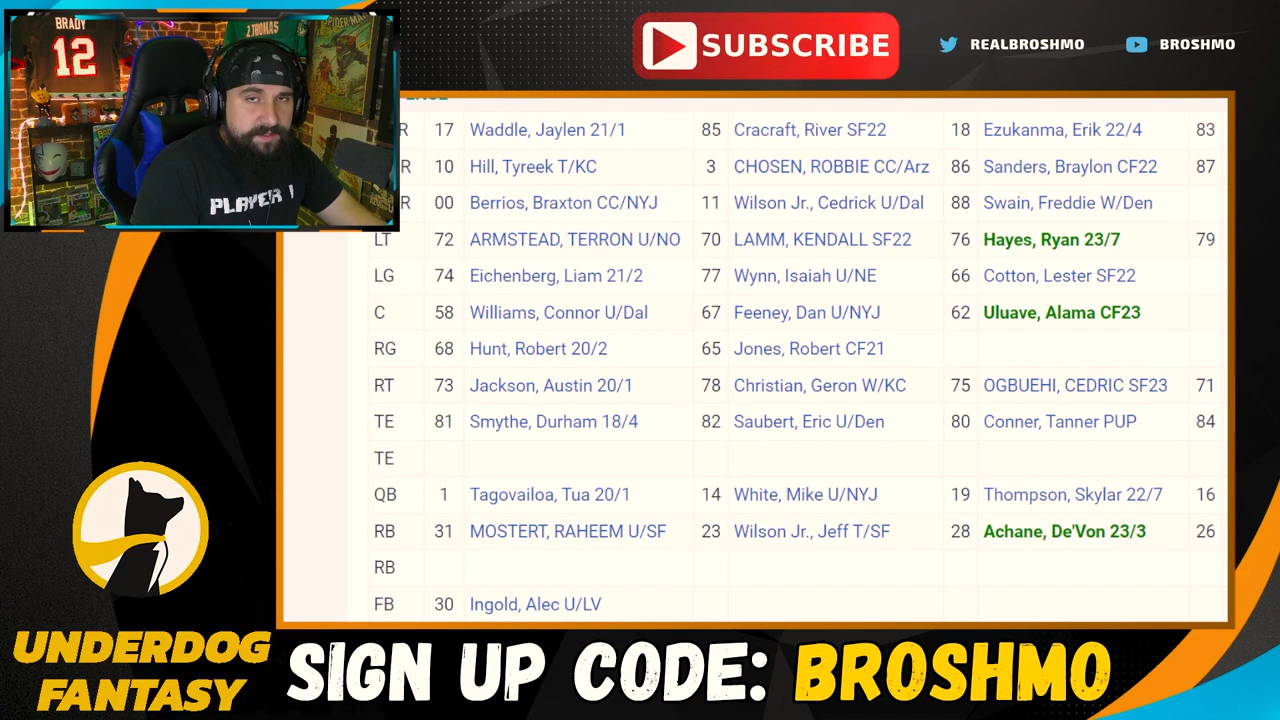 BRADY
12
Z.THOMAS
SPIDER-MAN
PLAYER 1
SUBSCRIBE
REALBROSHMO
BROSHMO
R 17 Waddle, Jaylen 21/1 85 Cracraft, River SF22 18 Ezukanma, Erik 22/4 83
R 10 Hill, Tyreek T/KC 3 CHOSEN, ROBBIE CC/Arz 86 Sanders, Braylon CF22 87
R 00 Berrios, Braxton CC/NYJ 11 Wilson Jr., Cedrick U/Dal 88 Swain, Freddie W/Den
LT 72 ARMSTEAD, TERRON U/NO 70 LAMM, KENDALL SF22 76 Hayes, Ryan 23/7 79
LG 74 Eichenberg, Liam 21/2 77 Wynn, Isaiah U/NE 66 Cotton, Lester SF22
C 58 Williams, Connor U/Dal 67 Feeney, Dan U/NYJ 62 Uluave, Alama CF23
RG 68 Hunt, Robert 20/2 65 Jones, Robert CF21
RT 73 Jackson, Austin 20/1 78 Christian, Geron W/KC 75 OGBUEHI, CEDRIC SF23 71
TE 81 Smythe, Durham 18/4 82 Saubert, Eric U/Den 80 Conner, Tanner PUP 84
TE
QB 1 Tagovailoa, Tua 20/1 14 White, Mike U/NYJ 19 Thompson, Skylar 22/7 16
RB 31 MOSTERT, RAHEEM U/SF 23 Wilson Jr., Jeff T/SF 28 Achane, De'Von 23/3 26
RB
FB 30 Ingold, Alec U/LV
UNDERDOG
FANTASY
SIGN UP CODE: BROSHMO